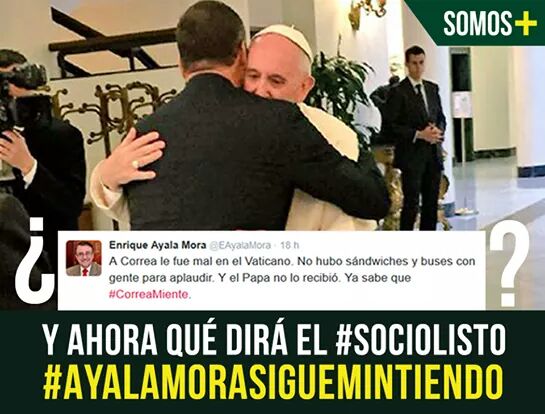 SOMOS+
¿
Enrique Ayala Mora @EAyalaMora · 18 h
A Correa le fue mal en el Vaticano. No hubo sándwiches y buses con
gente para aplaudir. Y el Papa no lo recibió. Ya sabe que
#CorreaMiente.
?
Y AHORA QUÉ DIRÁ EL #SOCIOLISTO
#AYALAMORASIGUEMINTIENDO